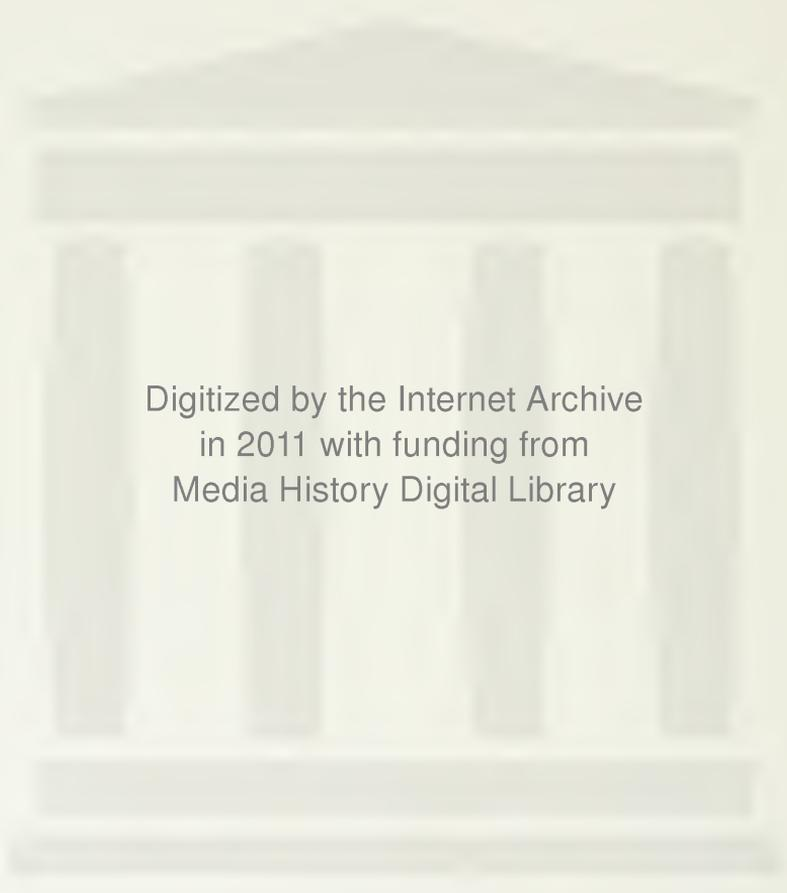 Digitized by the Internet Archive
in 2011 with funding from
Media History Digital Library